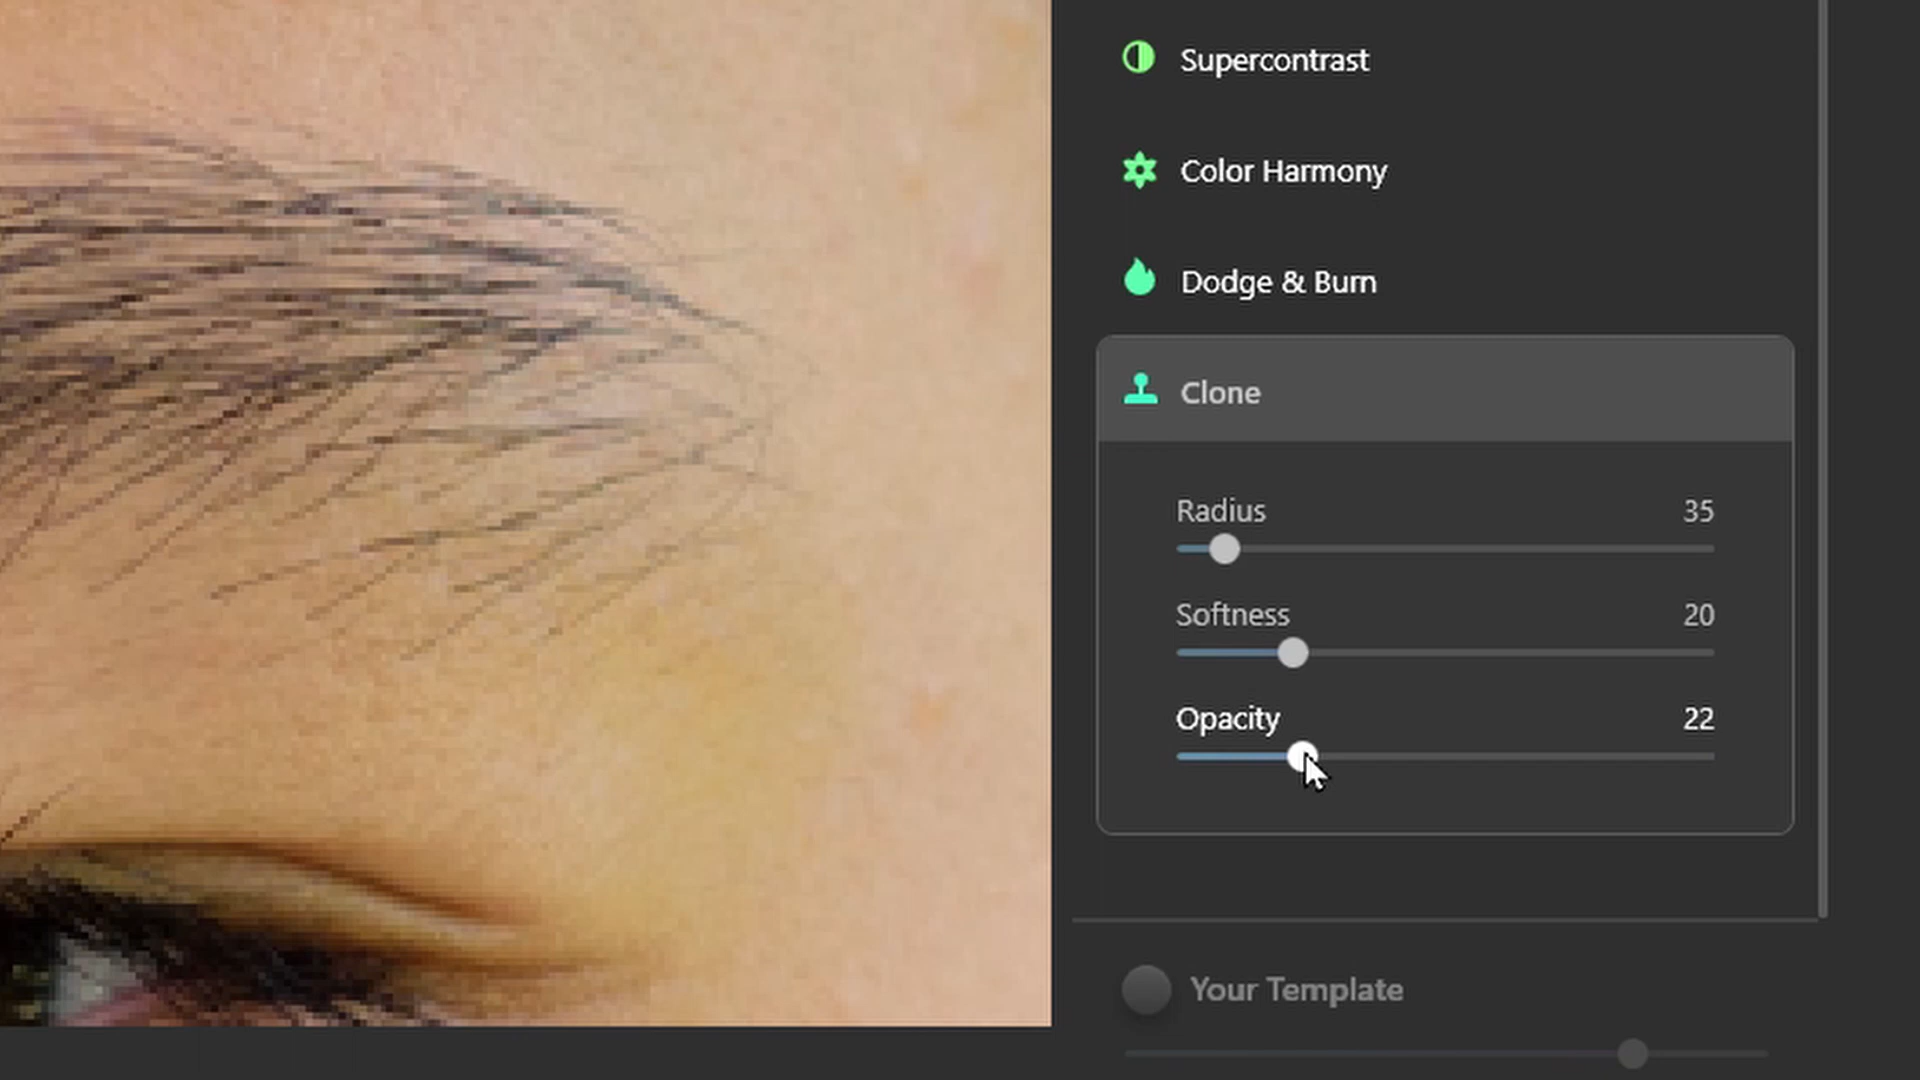 Supercontrast
Color Harmony
Dodge & Burn
Clone
Radius 35
Softness 20
Opacity 22
Your Template